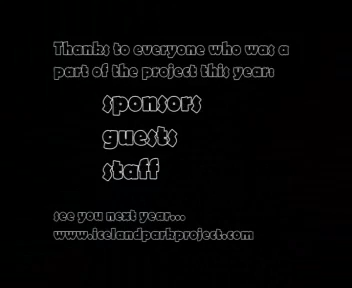 Thanks to everyone who was a
part of the project this year:
sponsors
guests
staff
see you next year...
www.icelandparkproject.com